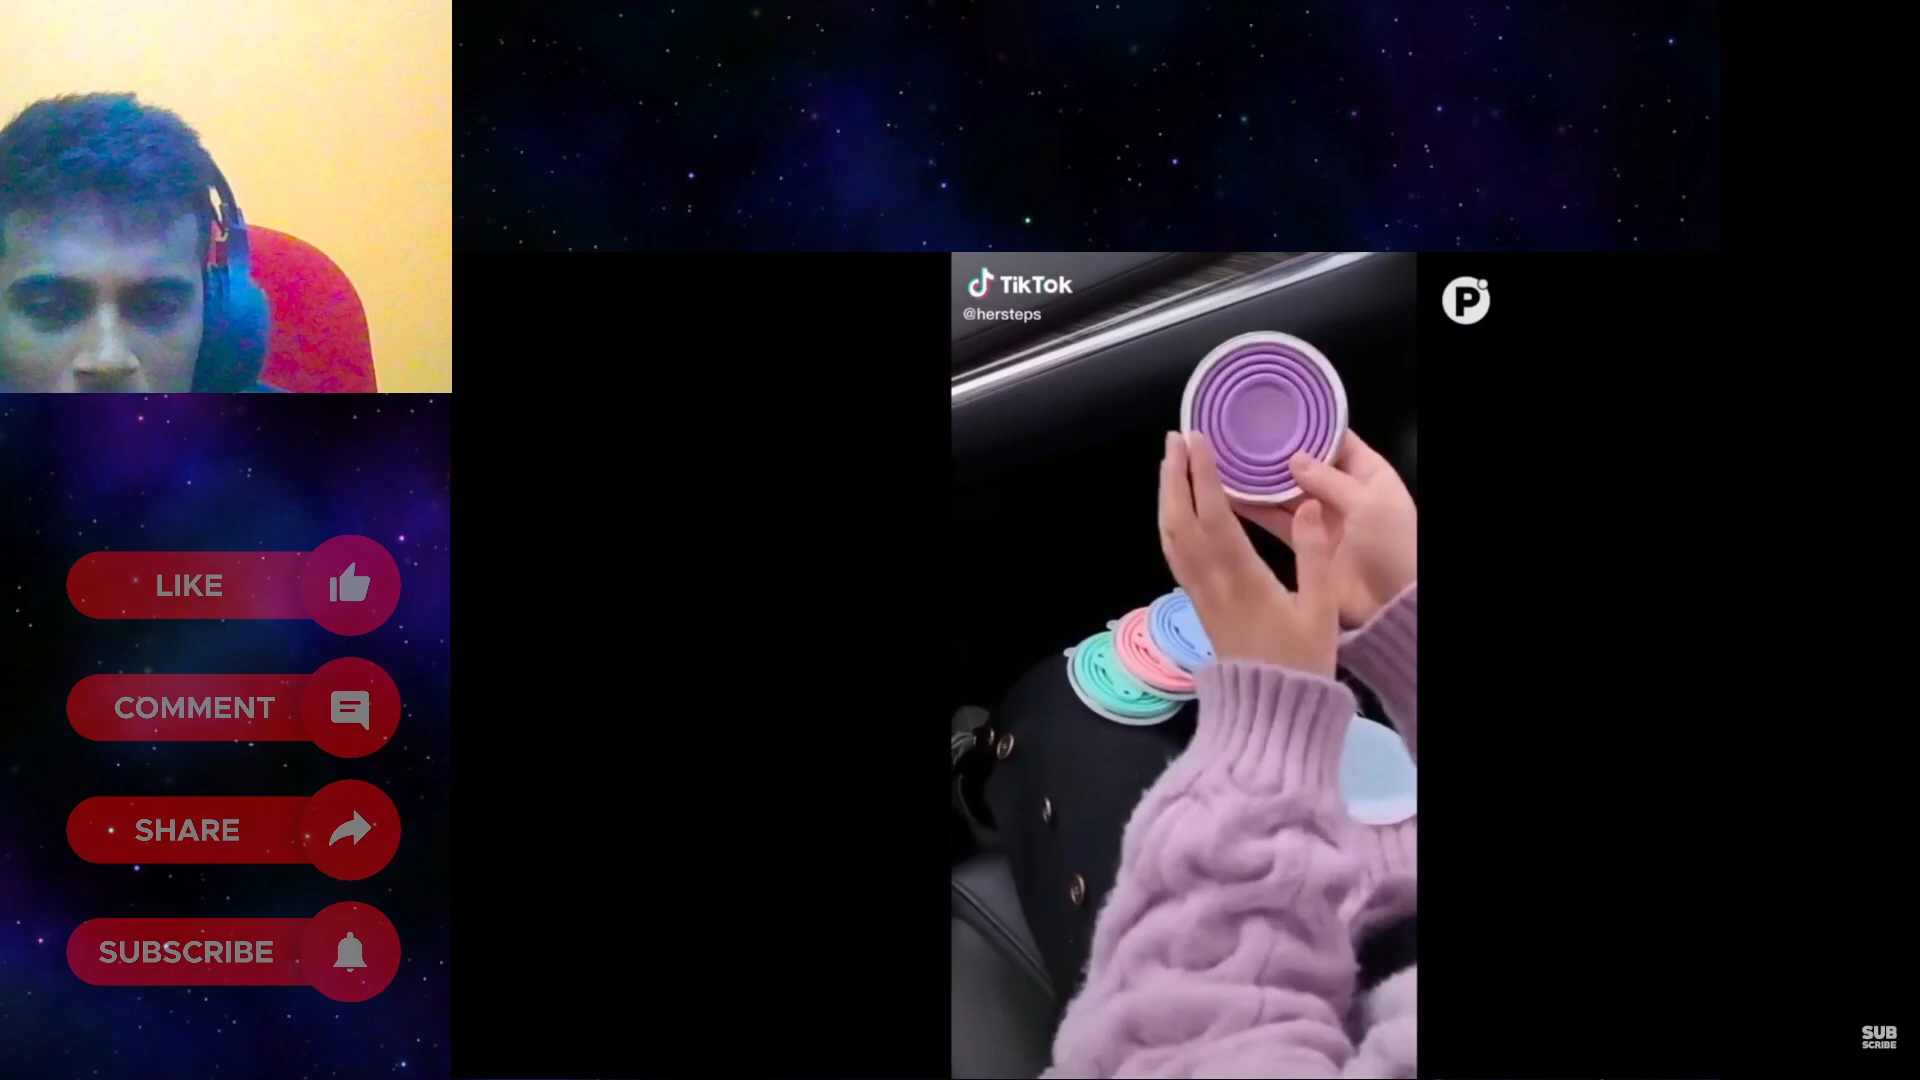 TikTok
@hersteps
P
LIKE
COMMENT
SHARE
SUBSCRIBE
SUB
SCRIBE